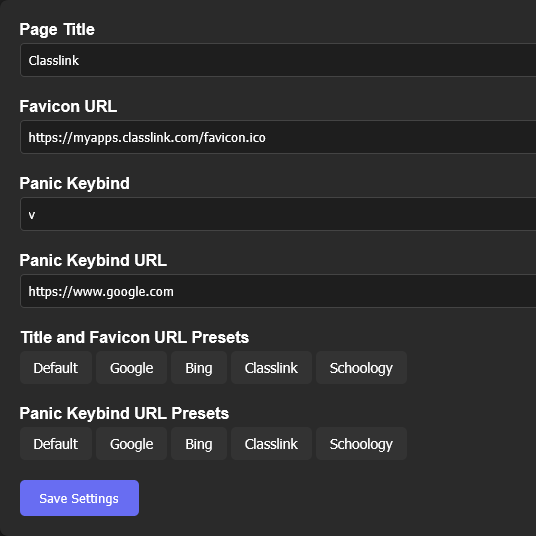 Page Title
Classlink
Favicon URL
https://myapps.classlink.com/favicon.ico
Panic Keybind
v
Panic Keybind URL
https://www.google.com
Title and Favicon URL Presets
Default Google Bing Classlink Schoology
Panic Keybind URL Presets
Default Google Bing Classlink Schoology
Save Settings